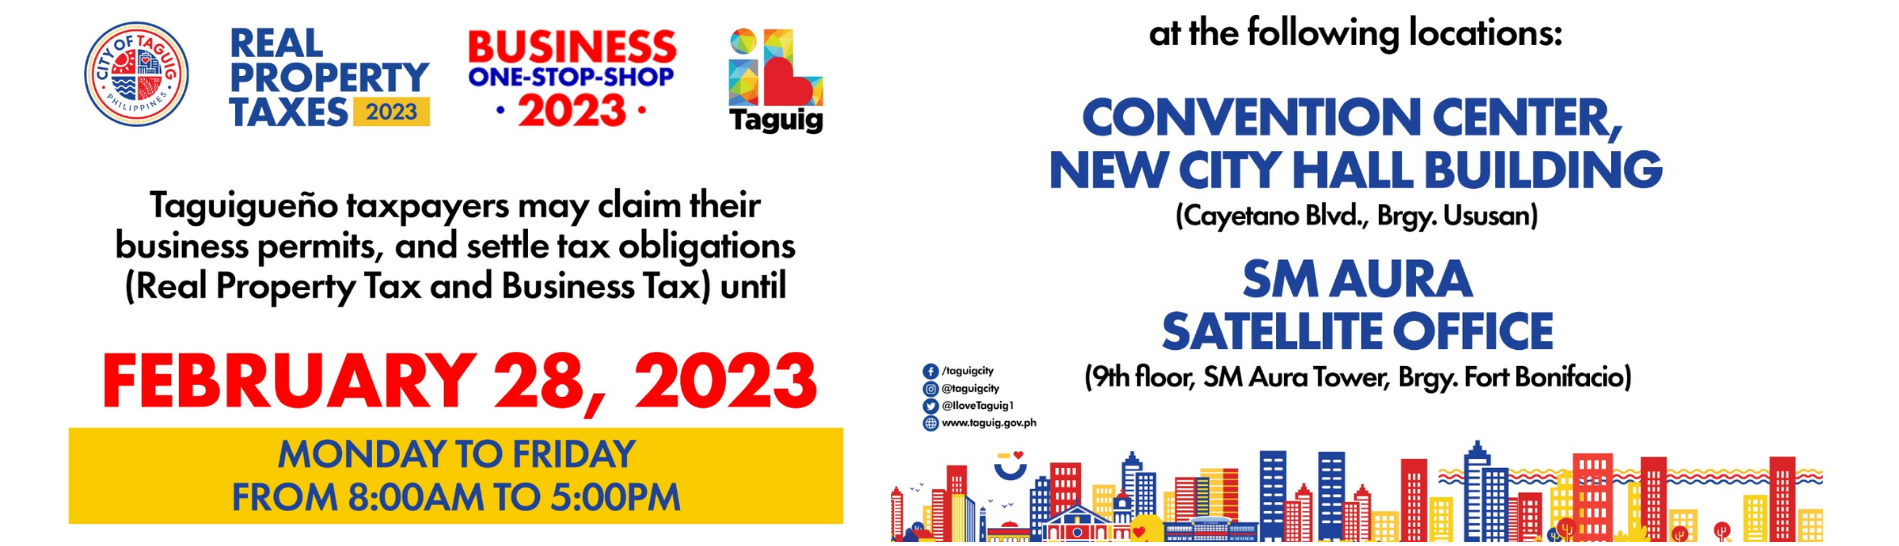 CITY OF TAGUIG
PHILIPPINES
REAL
PROPERTY
TAXES 2023
BUSINESS
ONE-STOP-SHOP
• 2023 •
Taguig
Taguigueño taxpayers may claim their
business permits, and settle tax obligations
(Real Property Tax and Business Tax) until
FEBRUARY 28, 2023
MONDAY TO FRIDAY
FROM 8:00AM TO 5:00PM
at the following locations:
CONVENTION CENTER,
NEW CITY HALL BUILDING
(Cayetano Blvd., Brgy. Ususan)
SM AURA
SATELLITE OFFICE
(9th floor, SM Aura Tower, Brgy. Fort Bonifacio)
/taguigcity
@taguigcity
@IloveTaguig1
www.taguig.gov.ph